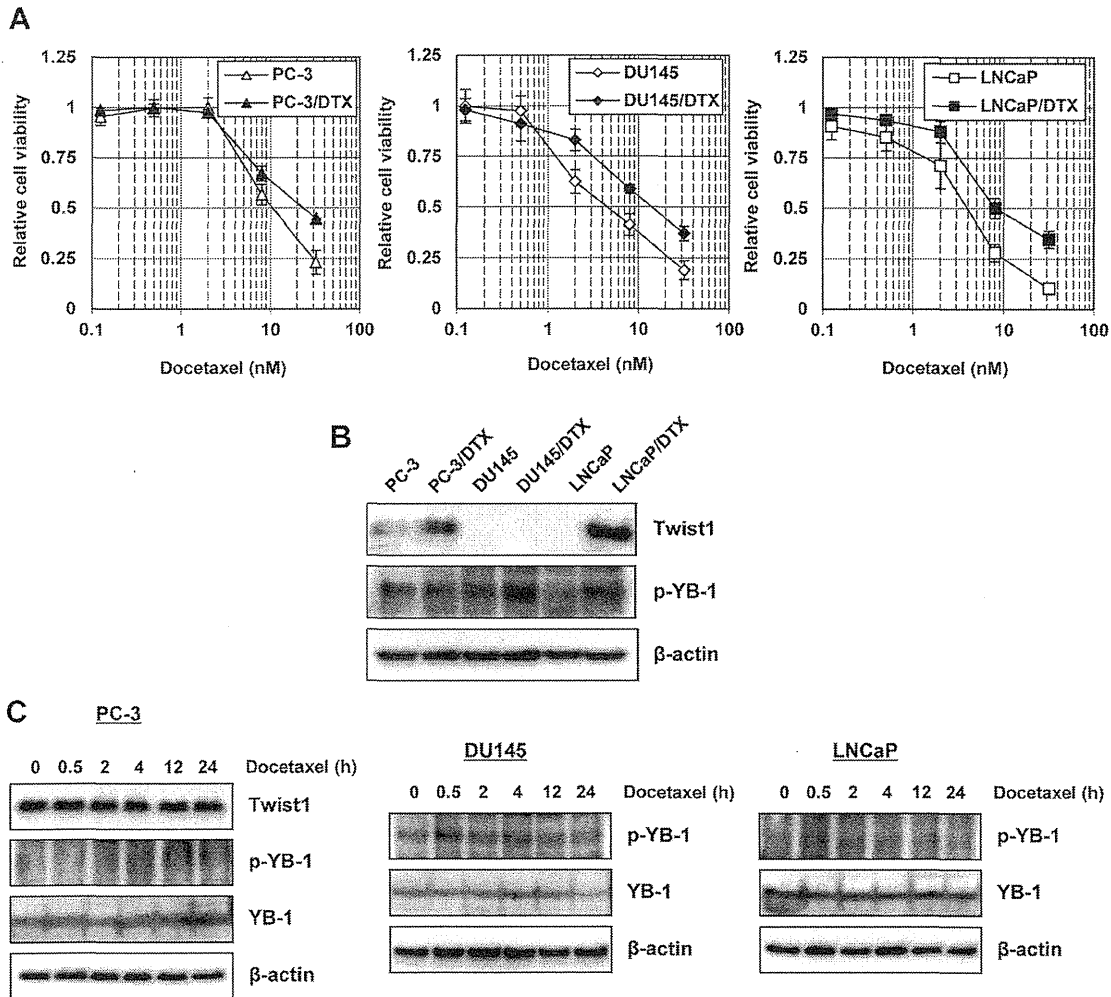 A
1.25
1
0.75
0.5
0.25
0
Relative cell viability
PC-3
PC-3/DTX
0.1 1 10 100
Docetaxel (nM)
1.25
1
0.75
0.5
0.25
0
Relative cell viability
DU145
DU145/DTX
0.1 1 10 100
Docetaxel (nM)
1.25
1
0.75
0.5
0.25
0
Relative cell viability
LNCaP
LNCaP/DTX
0.1 1 10 100
Docetaxel (nM)
B
PC-3 PC-3/DTX DU145 DU145/DTX LNCaP LNCaP/DTX
Twist1
p-YB-1
β-actin
C
PC-3
0 0.5 2 4 12 24 Docetaxel (h)
Twist1
p-YB-1
YB-1
β-actin
DU145
0 0.5 2 4 12 24 Docetaxel (h)
p-YB-1
YB-1
β-actin
LNCaP
0 0.5 2 4 12 24 Docetaxel (h)
p-YB-1
YB-1
β-actin